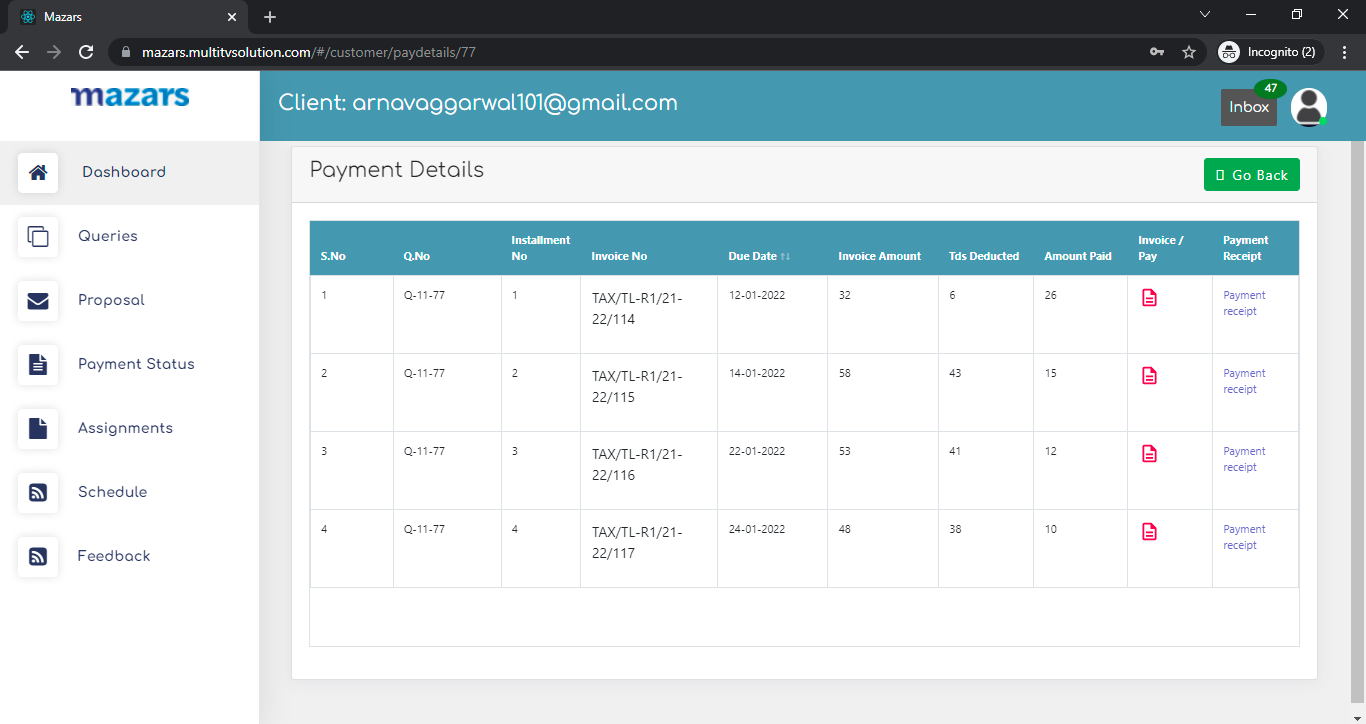 Mazars
mazars.multitvsolution.com/#/customer/paydetails/77
Incognito (2)
mazars
Client: arnavaggarwal101@gmail.com
Inbox
47
Dashboard
Queries
Proposal
Payment Status
Assignments
Schedule
Feedback
Payment Details
Go Back
S.No Q.No Installment No Invoice No Due Date Invoice Amount Tds Deducted Amount Paid Invoice / Pay Payment Receipt
1 Q-11-77 1 TAX/TL-R1/21-22/114 12-01-2022 32 6 26 Payment receipt
2 Q-11-77 2 TAX/TL-R1/21-22/115 14-01-2022 58 43 15 Payment receipt
3 Q-11-77 3 TAX/TL-R1/21-22/116 22-01-2022 53 41 12 Payment receipt
4 Q-11-77 4 TAX/TL-R1/21-22/117 24-01-2022 48 38 10 Payment receipt